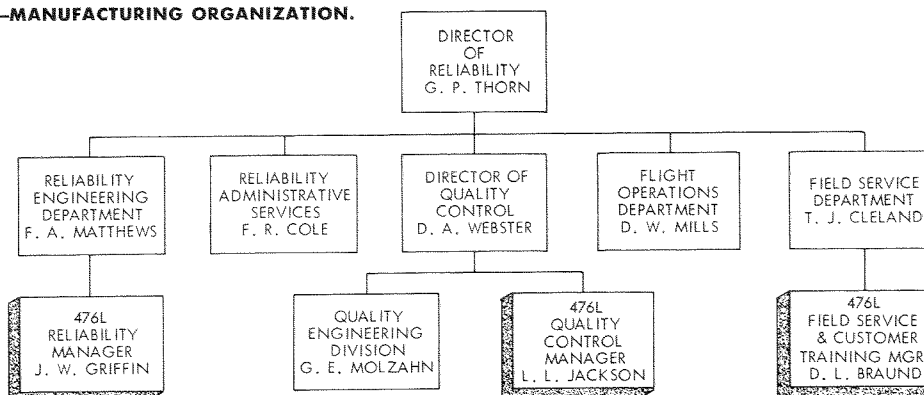 –MANUFACTURING ORGANIZATION.
DIRECTOR
OF
RELIABILITY
G. P. THORN
RELIABILITY
ENGINEERING
DEPARTMENT
F. A. MATTHEWS
RELIABILITY
ADMINISTRATIVE
SERVICES
F. R. COLE
DIRECTOR OF
QUALITY
CONTROL
D. A. WEBSTER
FLIGHT
OPERATIONS
DEPARTMENT
D. W. MILLS
FIELD SERVICE
DEPARTMENT
T. J. CLELAND
476L
RELIABILITY
MANAGER
J. W. GRIFFIN
QUALITY
ENGINEERING
DIVISION
G. E. MOLZAHN
476L
QUALITY
CONTROL
MANAGER
L. L. JACKSON
476L
FIELD SERVICE
& CUSTOMER
TRAINING MGR
D. L. BRAUND